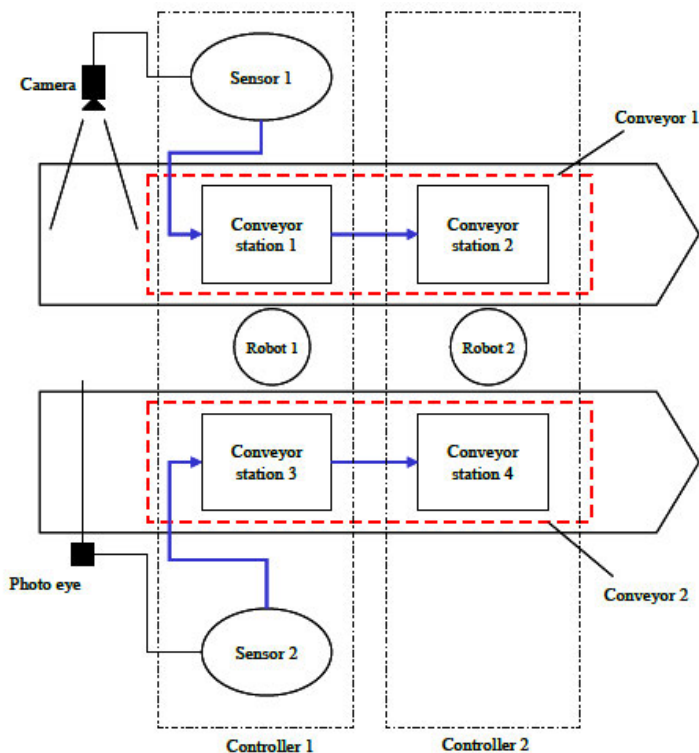 Camera
Sensor 1
Conveyor 1
Conveyor
station 1
Conveyor
station 2
Robot 1
Robot 2
Conveyor
station 3
Conveyor
station 4
Photo eye
Conveyor 2
Sensor 2
Controller 1
Controller 2